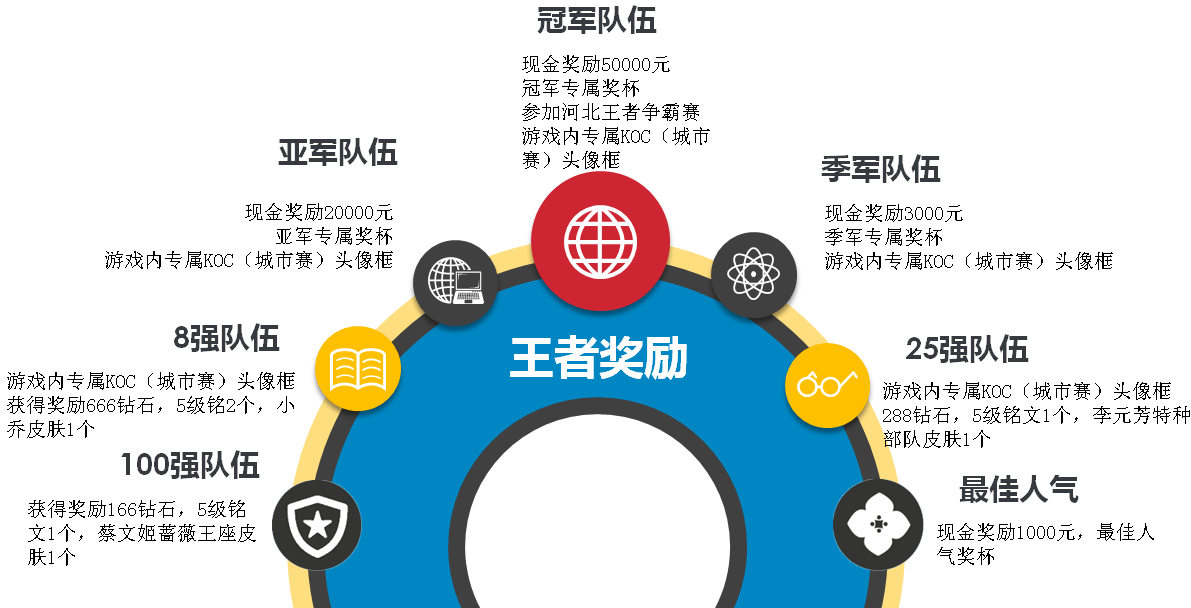 冠军队伍
现金奖励50000元
冠军专属奖杯
参加河北王者争霸赛
游戏内专属KOC（城市
赛）头像框
亚军队伍
现金奖励20000元
亚军专属奖杯
游戏内专属KOC（城市赛）头像框
季军队伍
现金奖励3000元
季军专属奖杯
游戏内专属KOC（城市赛）头像框
8强队伍
游戏内专属KOC（城市赛）头像框
获得奖励666钻石，5级铭2个，小
乔皮肤1个
王者奖励
25强队伍
游戏内专属KOC（城市赛）头像框
288钻石，5级铭文1个，李元芳特种
部队皮肤1个
100强队伍
获得奖励166钻石，5级铭
文1个，蔡文姬蔷薇王座皮
肤1个
最佳人气
现金奖励1000元，最佳人
气奖杯